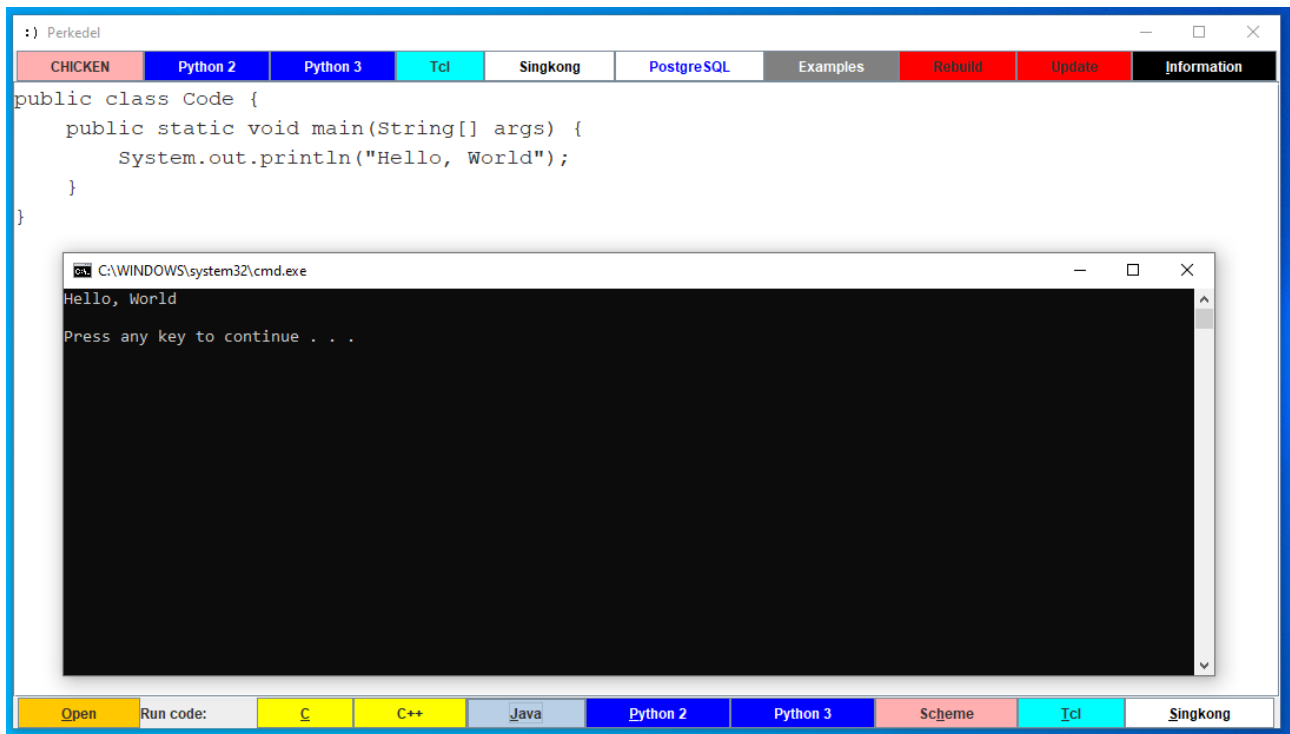 :) Perkedel
CHICKEN Python 2 Python 3 Tcl Singkong PostgreSQL Examples Rebuild Update Information
public class Code {
    public static void main(String[] args) {
        System.out.println("Hello, World");
    }
}
C:\WINDOWS\system32\cmd.exe
Hello, World
Press any key to continue . . .
Open Run code: C C++ Java Python 2 Python 3 Scheme Tcl Singkong